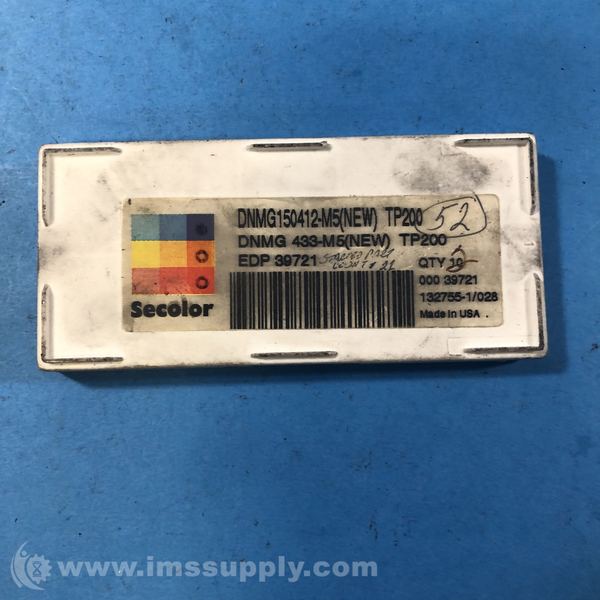 DNMG150412-M5(NEW) TP200 52
DNMG 433-M5(NEW) TP200
EDP 39721
QTY 10 5
000 39721
132755-1/028
Made in USA .
Secolor
www.imssupply.com